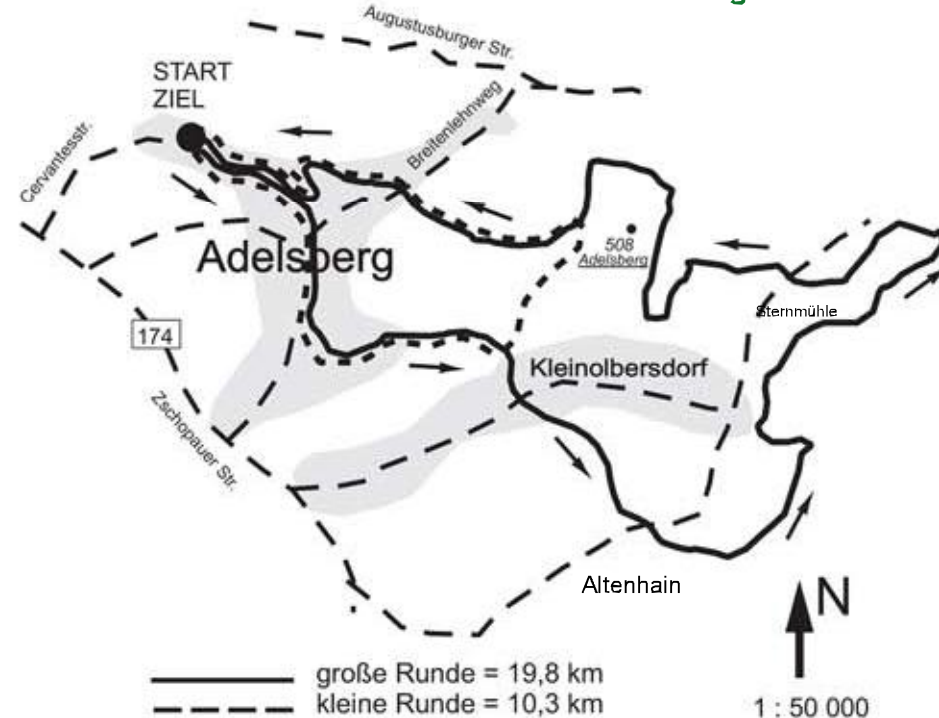 Augustusburger Str.
START
ZIEL
Breitenlehnweg
Cervantesstr.
508
Adelsberg
Adelsberg
Sternmühle
174
Kleinolbersdorf
Zschopauer Str.
Altenhain
N
große Runde = 19,8 km
kleine Runde = 10,3 km
1 : 50 000